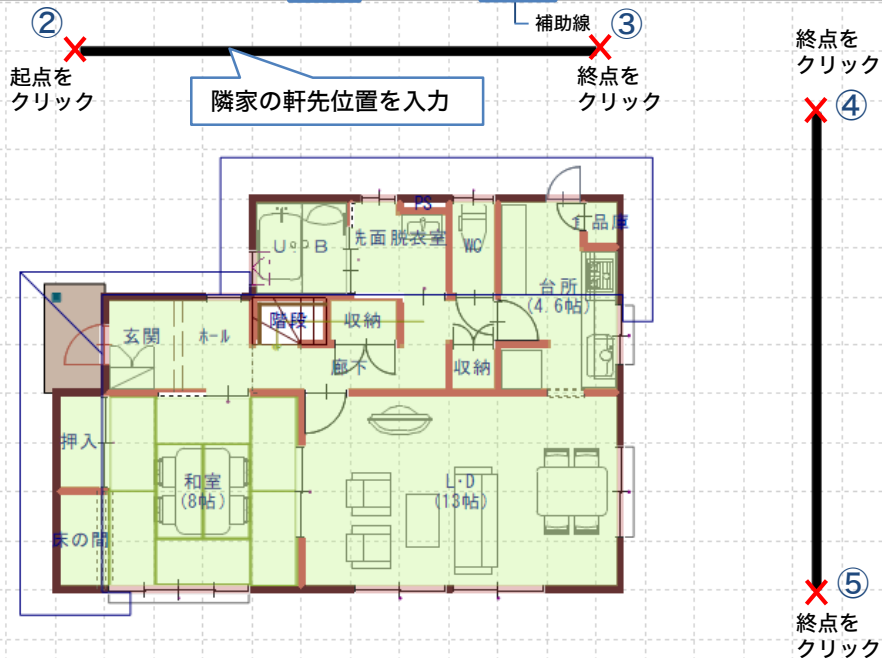 補助線
②
③
終点を
クリック
起点を
クリック
隣家の軒先位置を入力
終点を
クリック
④
PS
U B
洗面脱衣室
WC
品庫
台所
(4.6帖)
玄関
ホール
階段
収納
廊下
収納
押入
和室
(8帖)
L・D
(13帖)
床の間
⑤
終点を
クリック